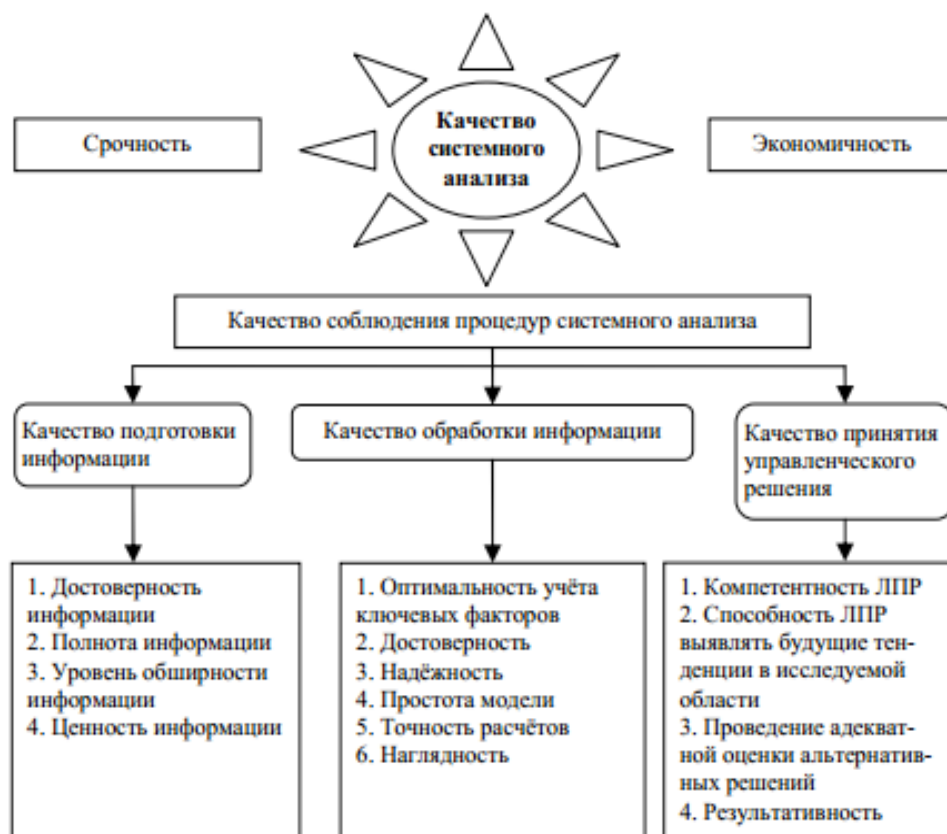 Качество
системного
анализа
Срочность
Экономичность
Качество соблюдения процедур системного анализа
Качество подготовки
информации
Качество обработки информации
Качество принятия
управленческого
решения
1. Достоверность
информации
2. Полнота информации
3. Уровень обширности
информации
4. Ценность информации
1. Оптимальность учёта
ключевых факторов
2. Достоверность
3. Надёжность
4. Простота модели
5. Точность расчётов
6. Наглядность
1. Компетентность ЛПР
2. Способность ЛПР
выявлять будущие тен-
денции в исследуемой
области
3. Проведение адекват-
ной оценки альтернатив-
ных решений
4. Результативность